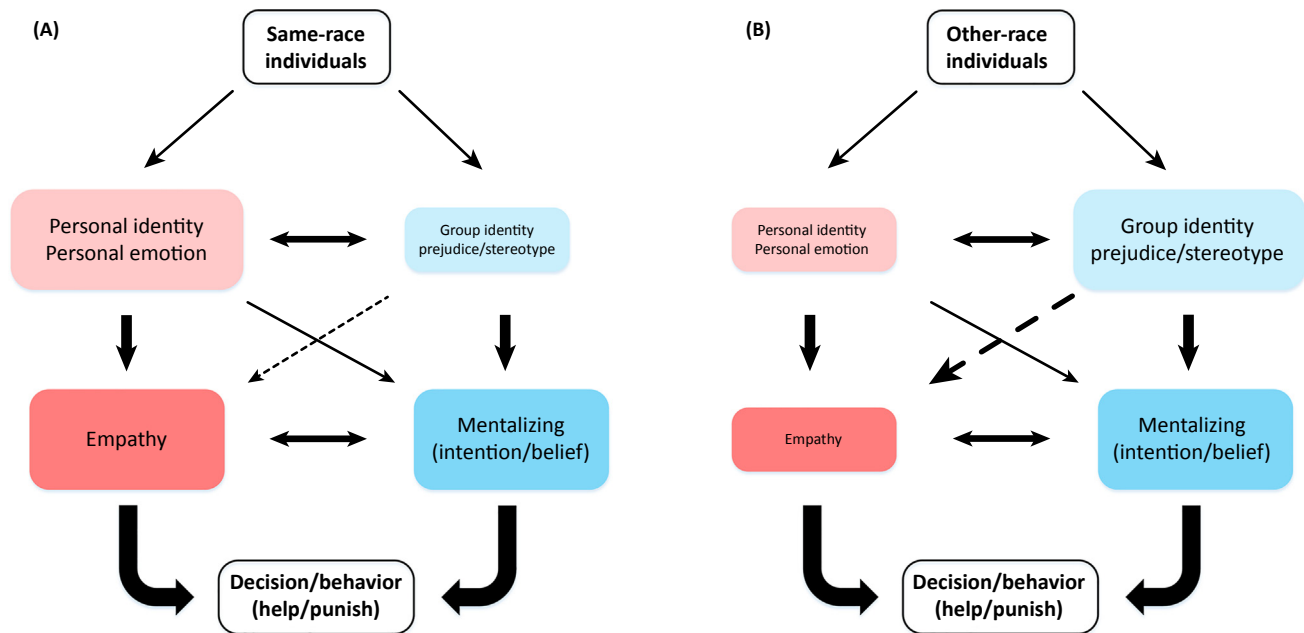 (A)
Same-race
individuals
Personal identity
Personal emotion
Group identity
prejudice/stereotype
Empathy
Mentalizing
(intention/belief)
Decision/behavior
(help/punish)
(B)
Other-race
individuals
Personal identity
Personal emotion
Group identity
prejudice/stereotype
Empathy
Mentalizing
(intention/belief)
Decision/behavior
(help/punish)